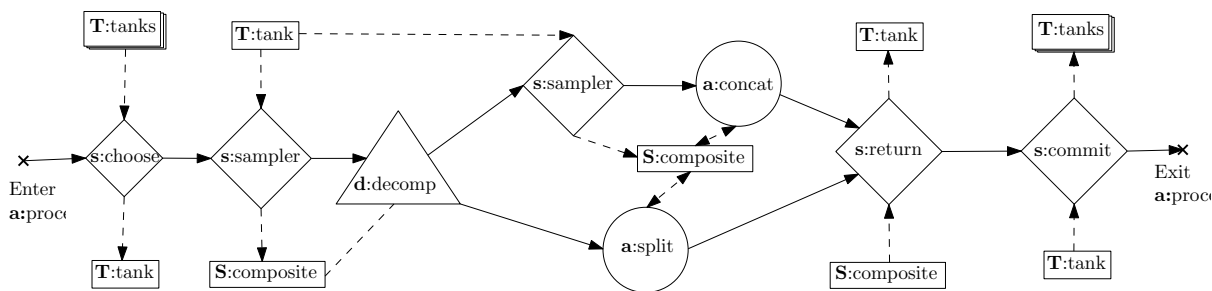 T:tanks
T:tank
T:tank
T:tanks
s:sampler
a:concat
s:choose
s:sampler
S:composite
s:return
s:commit
Enter
d:decomp
Exit
T:tank
S:composite
a:split
S:composite
T:tank